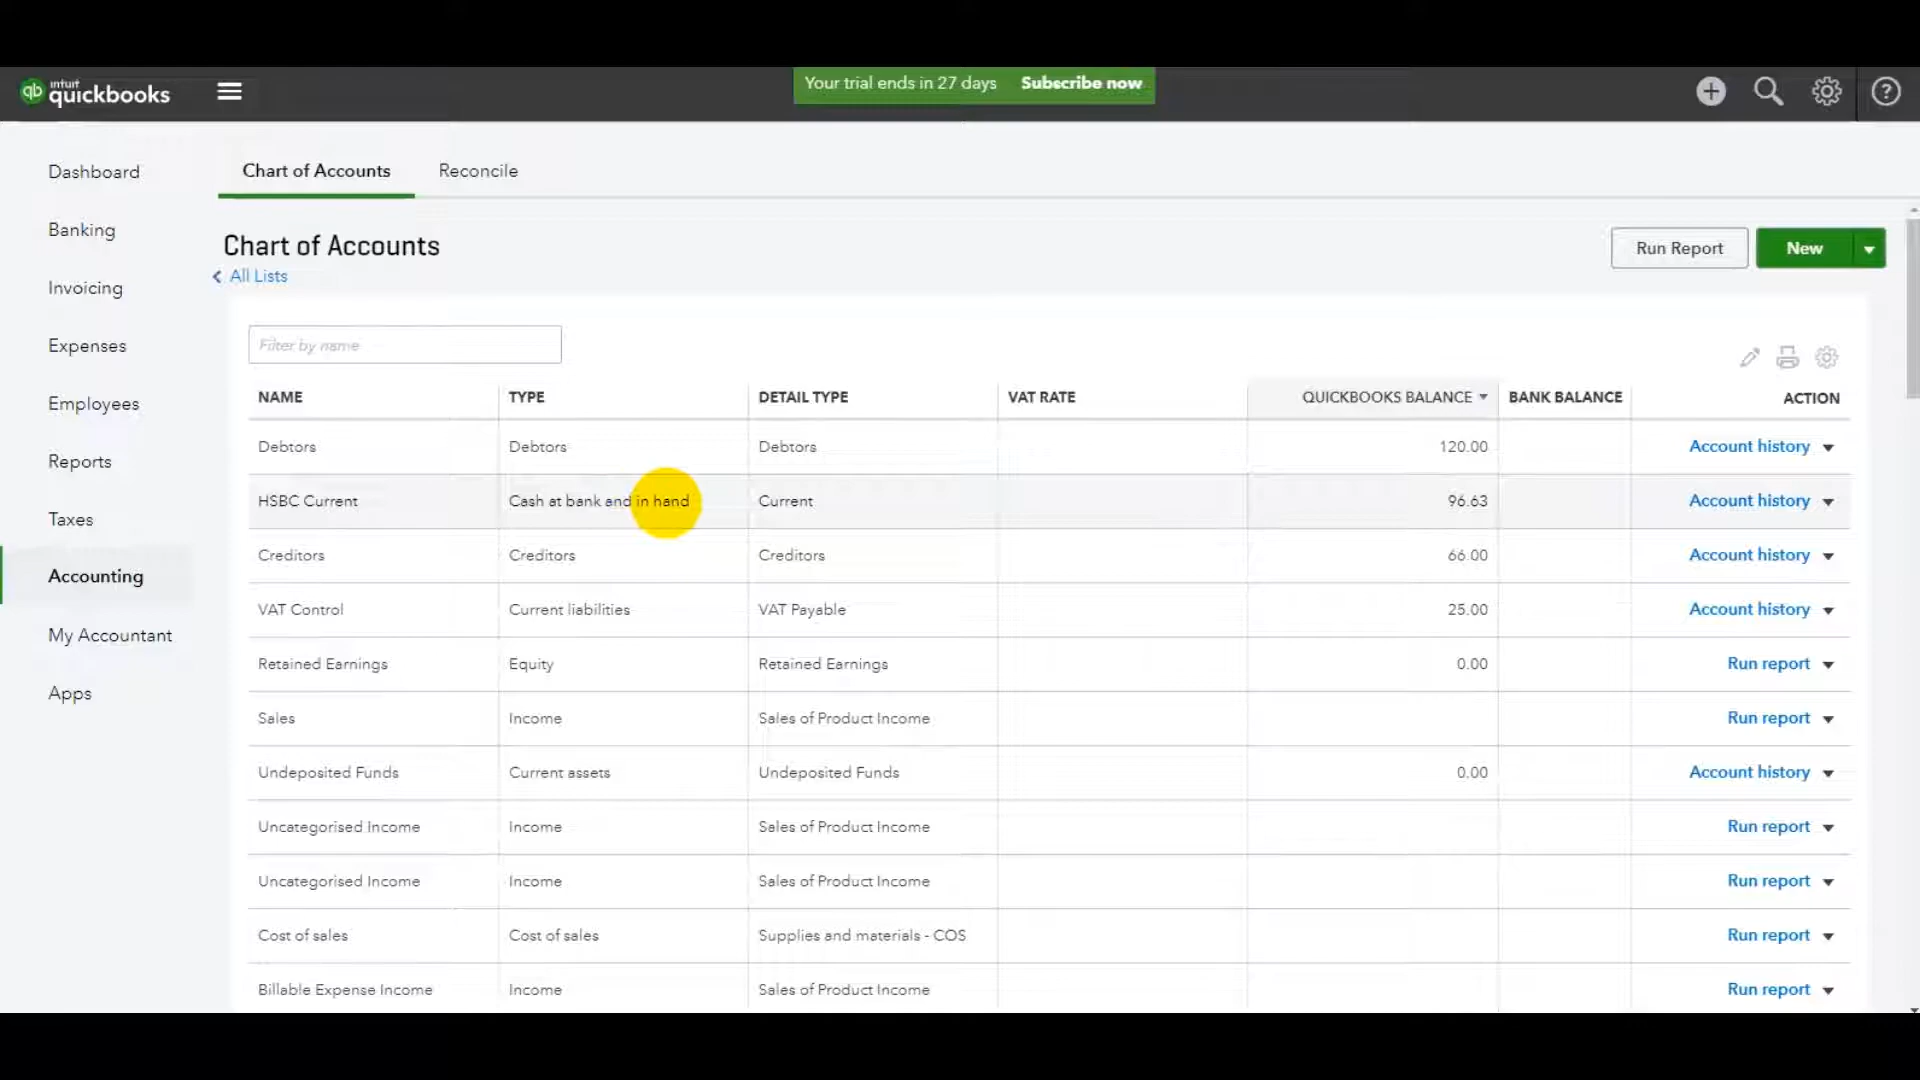 intuit
quickbooks
Your trial ends in 27 days Subscribe now
Dashboard
Banking
Invoicing
Expenses
Employees
Reports
Taxes
Accounting
My Accountant
Apps
Chart of Accounts Reconcile
Chart of Accounts
All Lists
Run Report New
Filter by name
NAME TYPE DETAIL TYPE VAT RATE QUICKBOOKS BALANCE BANK BALANCE ACTION
Debtors Debtors Debtors 120.00 Account history
HSBC Current Cash at bank and in hand Current 96.63 Account history
Creditors Creditors Creditors 66.00 Account history
VAT Control Current liabilities VAT Payable 25.00 Account history
Retained Earnings Equity Retained Earnings 0.00 Run report
Sales Income Sales of Product Income Run report
Undeposited Funds Current assets Undeposited Funds 0.00 Account history
Uncategorised Income Income Sales of Product Income Run report
Uncategorised Income Income Sales of Product Income Run report
Cost of sales Cost of sales Supplies and materials - COS Run report
Billable Expense Income Income Sales of Product Income Run report